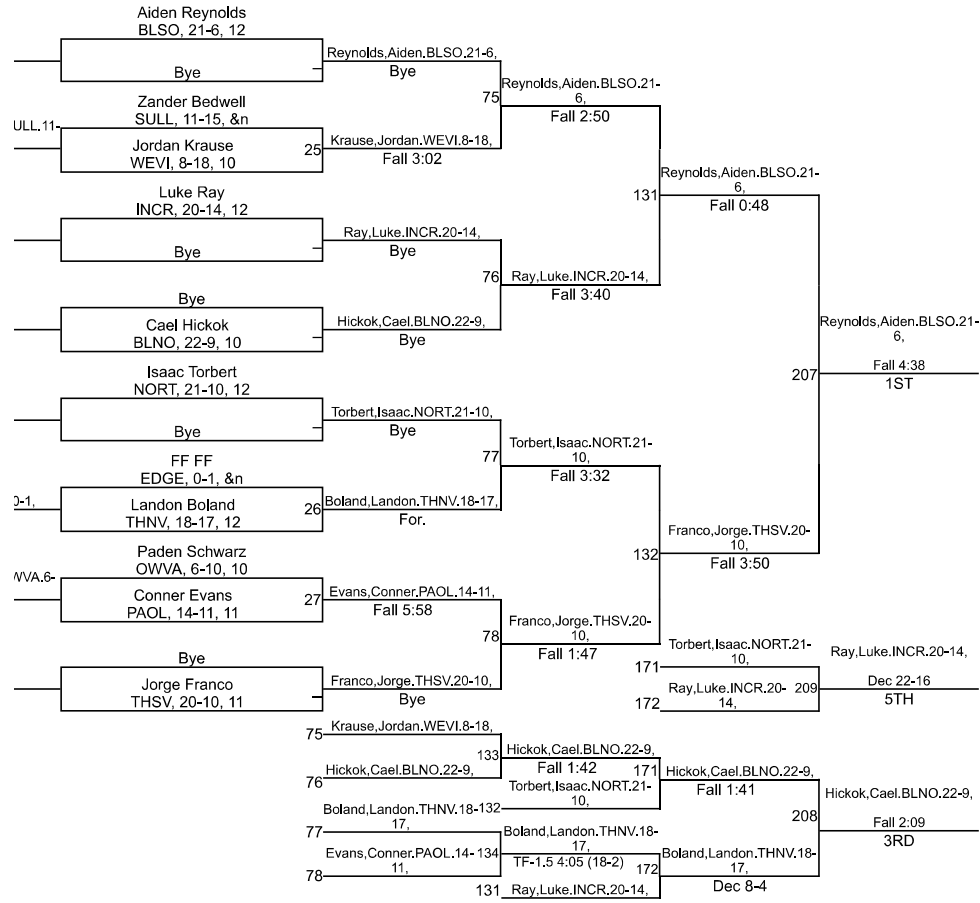 Aiden Reynolds
BLSO, 21-6, 12
Bye
Reynolds,Aiden.BLSO.21-6,
Bye
75
Reynolds,Aiden.BLSO.21-
6,
Fall 2:50
Zander Bedwell
SULL, 11-15, &n
ULL.11-
Jordan Krause
WEVI, 8-18, 10
25
Krause,Jordan.WEVI.8-18,
Fall 3:02
131
Reynolds,Aiden.BLSO.21-
6,
Fall 0:48
Luke Ray
INCR, 20-14, 12
Bye
Ray,Luke.INCR.20-14,
Bye
76
Ray,Luke.INCR.20-14,
Fall 3:40
Bye
Cael Hickok
BLNO, 22-9, 10
Hickok,Cael.BLNO.22-9,
Bye
207
Reynolds,Aiden.BLSO.21-
6,
Fall 4:38
1ST
Isaac Torbert
NORT, 21-10, 12
Bye
Torbert,Isaac.NORT.21-10,
Bye
77
Torbert,Isaac.NORT.21-
10,
Fall 3:32
FF FF
EDGE, 0-1, &n
0-1,
Landon Boland
THNV, 18-17, 12
26
Boland,Landon.THNV.18-17,
For.
132
Franco,Jorge.THSV.20-
10,
Fall 3:50
Paden Schwarz
OWVA, 6-10, 10
WVA.6-
Conner Evans
PAOL, 14-11, 11
27
Evans,Conner.PAOL.14-11,
Fall 5:58
78
Franco,Jorge.THSV.20-
10,
Fall 1:47
Bye
Jorge Franco
THSV, 20-10, 11
Franco,Jorge.THSV.20-10,
Bye
171
Torbert,Isaac.NORT.21-
10,
172
Ray,Luke.INCR.20-
14,
209
Ray,Luke.INCR.20-14,
Dec 22-16
5TH
75
Krause,Jordan.WEVI.8-18,
76
Hickok,Cael.BLNO.22-9,
133
Hickok,Cael.BLNO.22-9,
Fall 1:42
132
Torbert,Isaac.NORT.21-
10,
171
Hickok,Cael.BLNO.22-9,
Fall 1:41
77
Boland,Landon.THNV.18-
17,
78
Evans,Conner.PAOL.14-
11,
134
Boland,Landon.THNV.18-
17,
TF-1.5 4:05 (18-2)
131
Ray,Luke.INCR.20-14,
172
Boland,Landon.THNV.18-
17,
Dec 8-4
208
Hickok,Cael.BLNO.22-9,
Fall 2:09
3RD